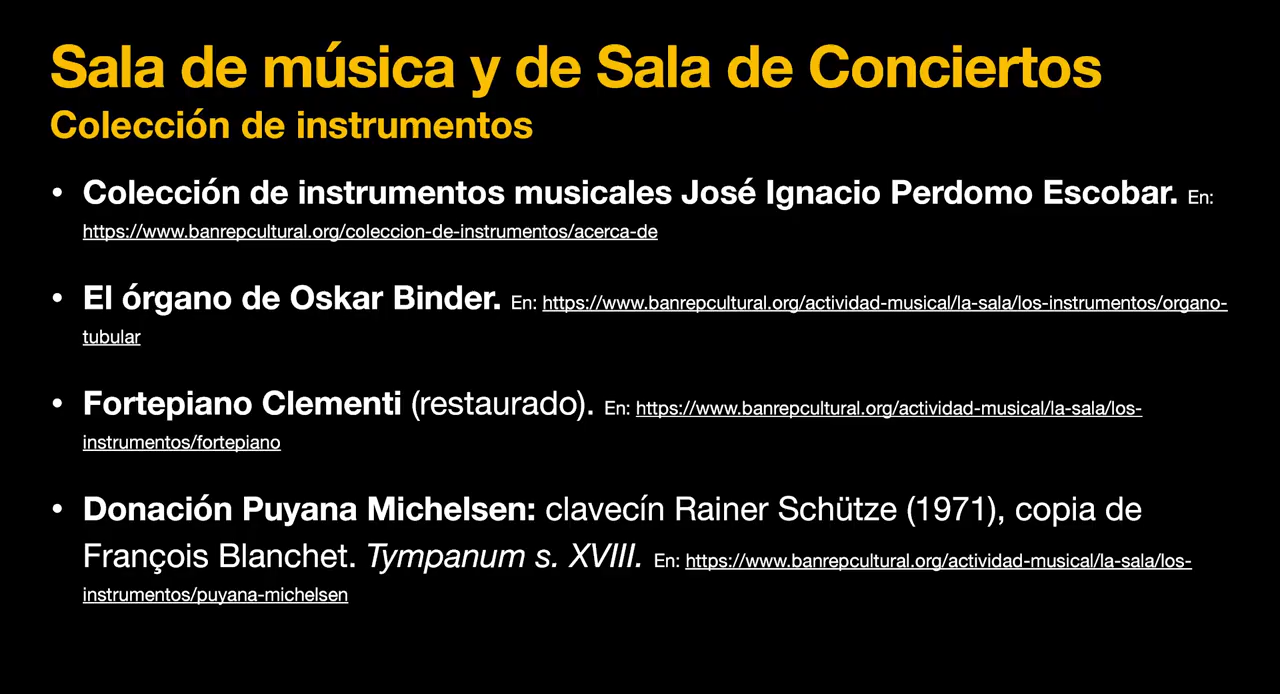 Sala de música y de Sala de Conciertos
Colección de instrumentos
• Colección de instrumentos musicales José Ignacio Perdomo Escobar. En:
https://www.banrepcultural.org/coleccion-de-instrumentos/acerca-de
• El órgano de Oskar Binder. En: https://www.banrepcultural.org/actividad-musical/la-sala/los-instrumentos/organo-
tubular
• Fortepiano Clementi (restaurado). En: https://www.banrepcultural.org/actividad-musical/la-sala/los-
instrumentos/fortepiano
• Donación Puyana Michelsen: clavecín Rainer Schütze (1971), copia de
François Blanchet. Tympanum s. XVIII. En: https://www.banrepcultural.org/actividad-musical/la-sala/los-
instrumentos/puyana-michelsen